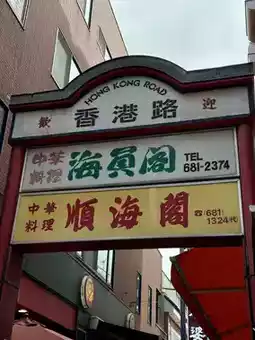 HONG KONG ROAD
歓 香港路 迎
中華料理 海員閣 TEL 681-2374
中華料理 順海閣 ☎(681)1324代